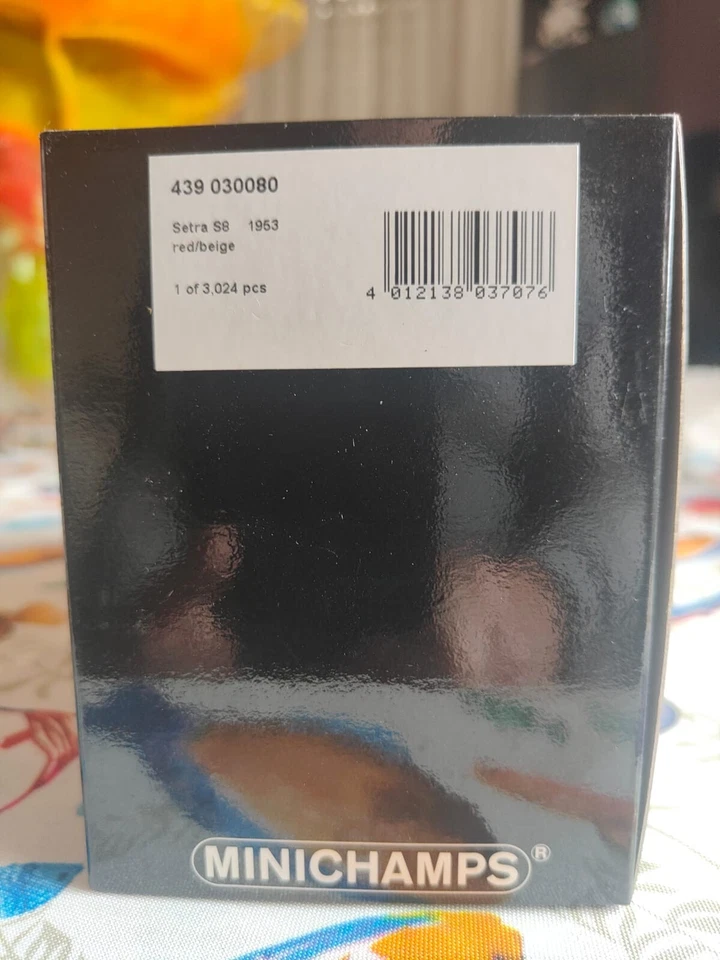 439 030080
Setra S8 1953
red/beige
1 of 3,024 pcs
4 012138 037076
MINICHAMPS®